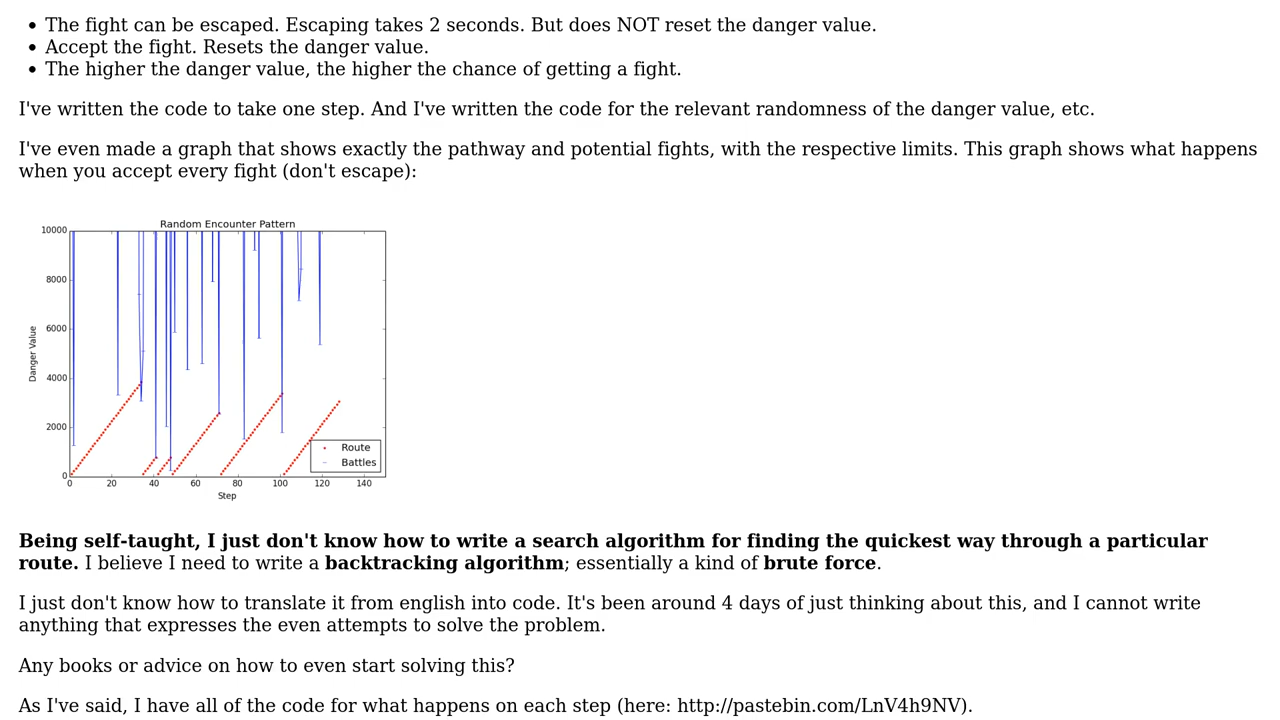 The fight can be escaped. Escaping takes 2 seconds. But does NOT reset the danger value.
Accept the fight. Resets the danger value.
The higher the danger value, the higher the chance of getting a fight.
I've written the code to take one step. And I've written the code for the relevant randomness of the danger value, etc.
I've even made a graph that shows exactly the pathway and potential fights, with the respective limits. This graph shows what happens
when you accept every fight (don't escape):
Random Encounter Pattern
10000
8000
6000
4000
2000
0
Danger Value
0 20 40 60 80 100 120 140
Step
Route
Battles
Being self-taught, I just don't know how to write a search algorithm for finding the quickest way through a particular
route. I believe I need to write a backtracking algorithm; essentially a kind of brute force.
I just don't know how to translate it from english into code. It's been around 4 days of just thinking about this, and I cannot write
anything that expresses the even attempts to solve the problem.
Any books or advice on how to even start solving this?
As I've said, I have all of the code for what happens on each step (here: http://pastebin.com/LnV4h9NV).